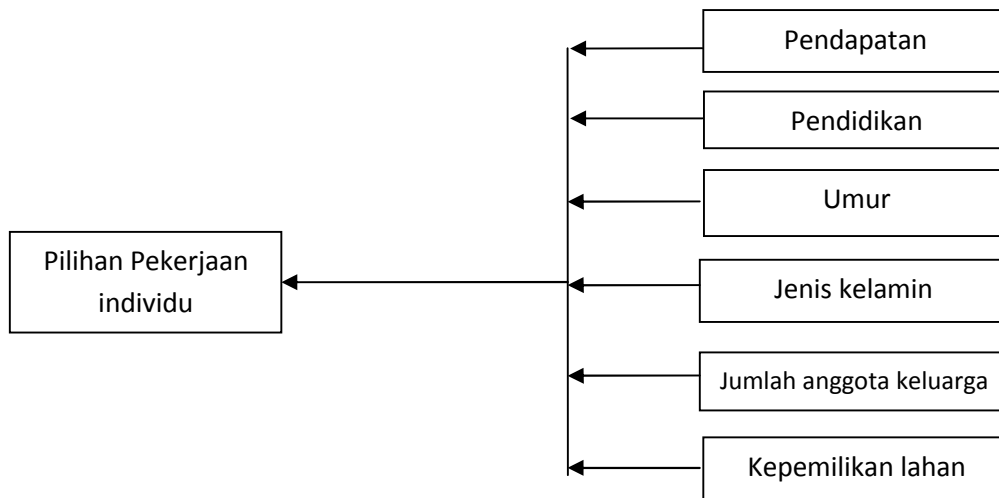 Pendapatan
Pendidikan
Umur
Pilihan Pekerjaan
individu
Jenis kelamin
Jumlah anggota keluarga
Kepemilikan lahan